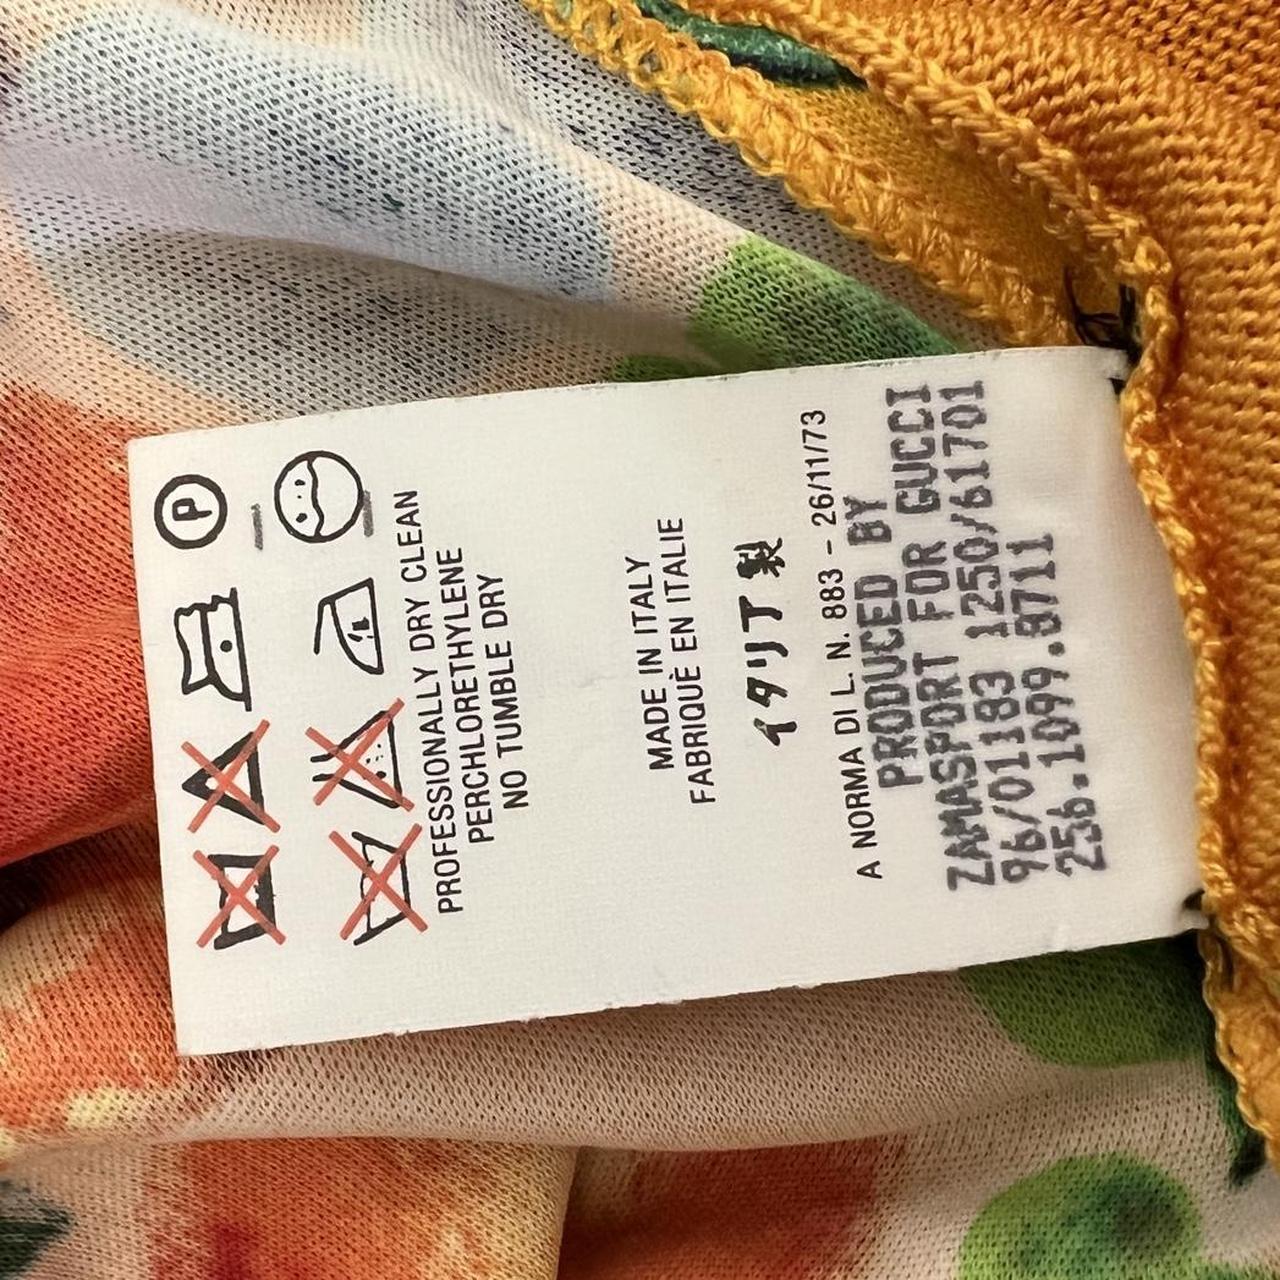 P
PROFESSIONALLY DRY CLEAN
PERCHLORETHYLENE
NO TUMBLE DRY
MADE IN ITALY
FABRIQUÈ EN ITALIE
イタリア製
A NORMA DI L. N. 883 - 26/11/73
PRODUCED BY
ZAMASPORT FOR GUCCI
96/01183 1250/61701
256.1099.8711